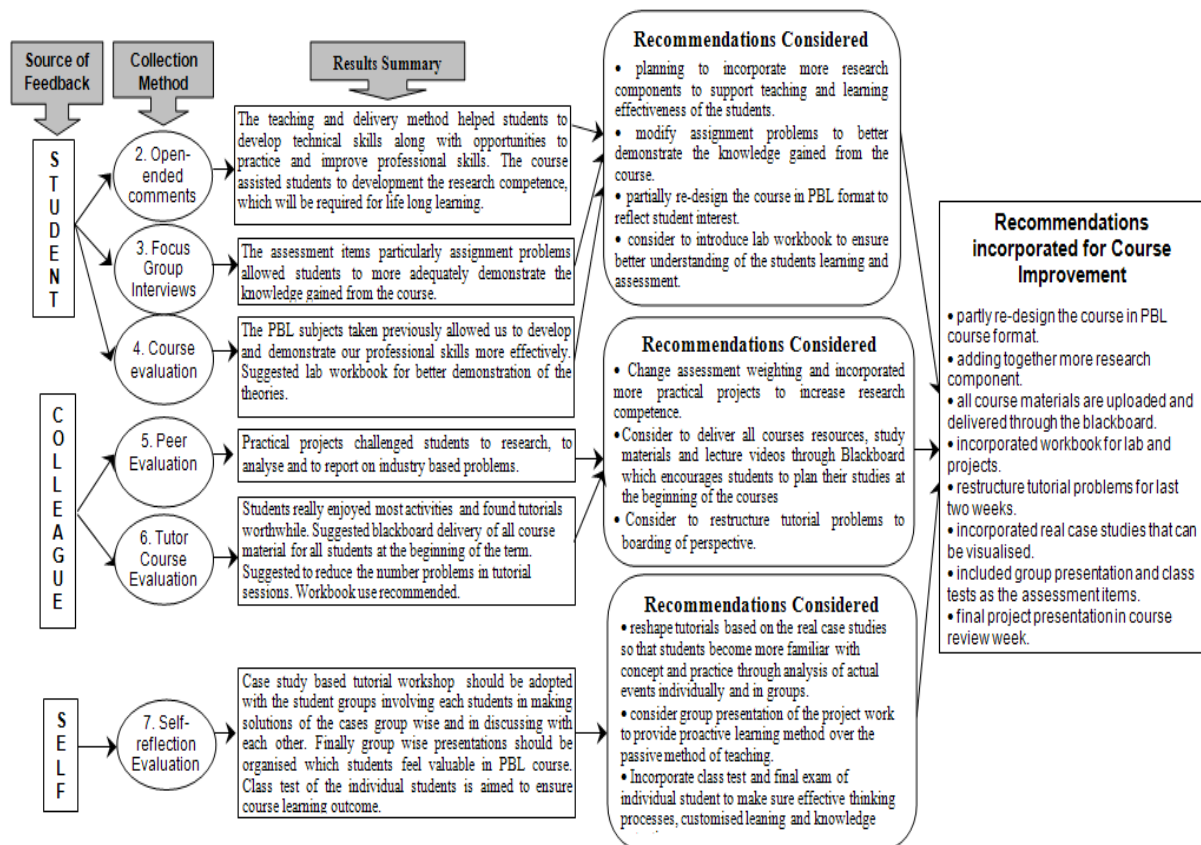 Source of
Feedback
Collection
Method
Results Summary
S
T
U
D
E
N
T
2. Open-
ended
comments
The teaching and delivery method helped students to
develop technical skills along with opportunities to
practice and improve professional skills. The course
assisted students to development the research competence,
which will be required for life long learning.
3. Focus
Group
Interviews
The assessment items particularly assignment problems
allowed students to more adequately demonstrate the
knowledge gained from the course.
4. Course
evaluation
The PBL subjects taken previously allowed us to develop
and demonstrate our professional skills more effectively.
Suggested lab workbook for better demonstration of the
theories.
Recommendations Considered
• planning to incorporate more research
components to support teaching and learning
effectiveness of the students.
• modify assignment problems to better
demonstrate the knowledge gained from the
course.
• partially re-design the course in PBL format to
reflect student interest.
• consider to introduce lab workbook to ensure
better understanding of the students learning and
assessment.
C
O
L
L
E
A
G
U
E
5. Peer
Evaluation
Practical projects challenged students to research, to
analyse and to report on industry based problems.
6. Tutor
Course
Evaluation
Students really enjoyed most activities and found tutorials
worthwhile. Suggested blackboard delivery of all course
material for all students at the beginning of the term.
Suggested to reduce the number problems in tutorial
sessions. Workbook use recommended.
Recommendations Considered
• Change assessment weighting and incorporated
more practical projects to increase research
competence.
•Consider to deliver all courses resources, study
materials and lecture videos through Blackboard
which encourages students to plan their studies at
the beginning of the courses
• Consider to restructure tutorial problems to
boarding of perspective.
S
E
L
F
7. Self-
reflection
Evaluation
Case study based tutorial workshop should be adopted
with the student groups involving each students in making
solutions of the cases group wise and in discussing with
each other. Finally group wise presentations should be
organised which students feel valuable in PBL course.
Class test of the individual students is aimed to ensure
course learning outcome.
Recommendations Considered
• reshape tutorials based on the real case studies
so that students become more familiar with
concept and practice through analysis of actual
events individually and in groups.
• consider group presentation of the project work
to provide proactive learning method over the
passive method of teaching.
• Incorporate class test and final exam of
individual student to make sure effective thinking
processes, customised leaning and knowledge
Recommendations
incorporated for Course
Improvement
• partly re-design the course in PBL
course format.
• adding together more research
component.
• all course materials are uploaded and
delivered through the blackboard.
• incorporated workbook for lab and
projects.
• restructure tutorial problems for last
two weeks.
• incorporated real case studies that can
be visualised.
• included group presentation and class
tests as the assessment items.
• final project presentation in course
review week.